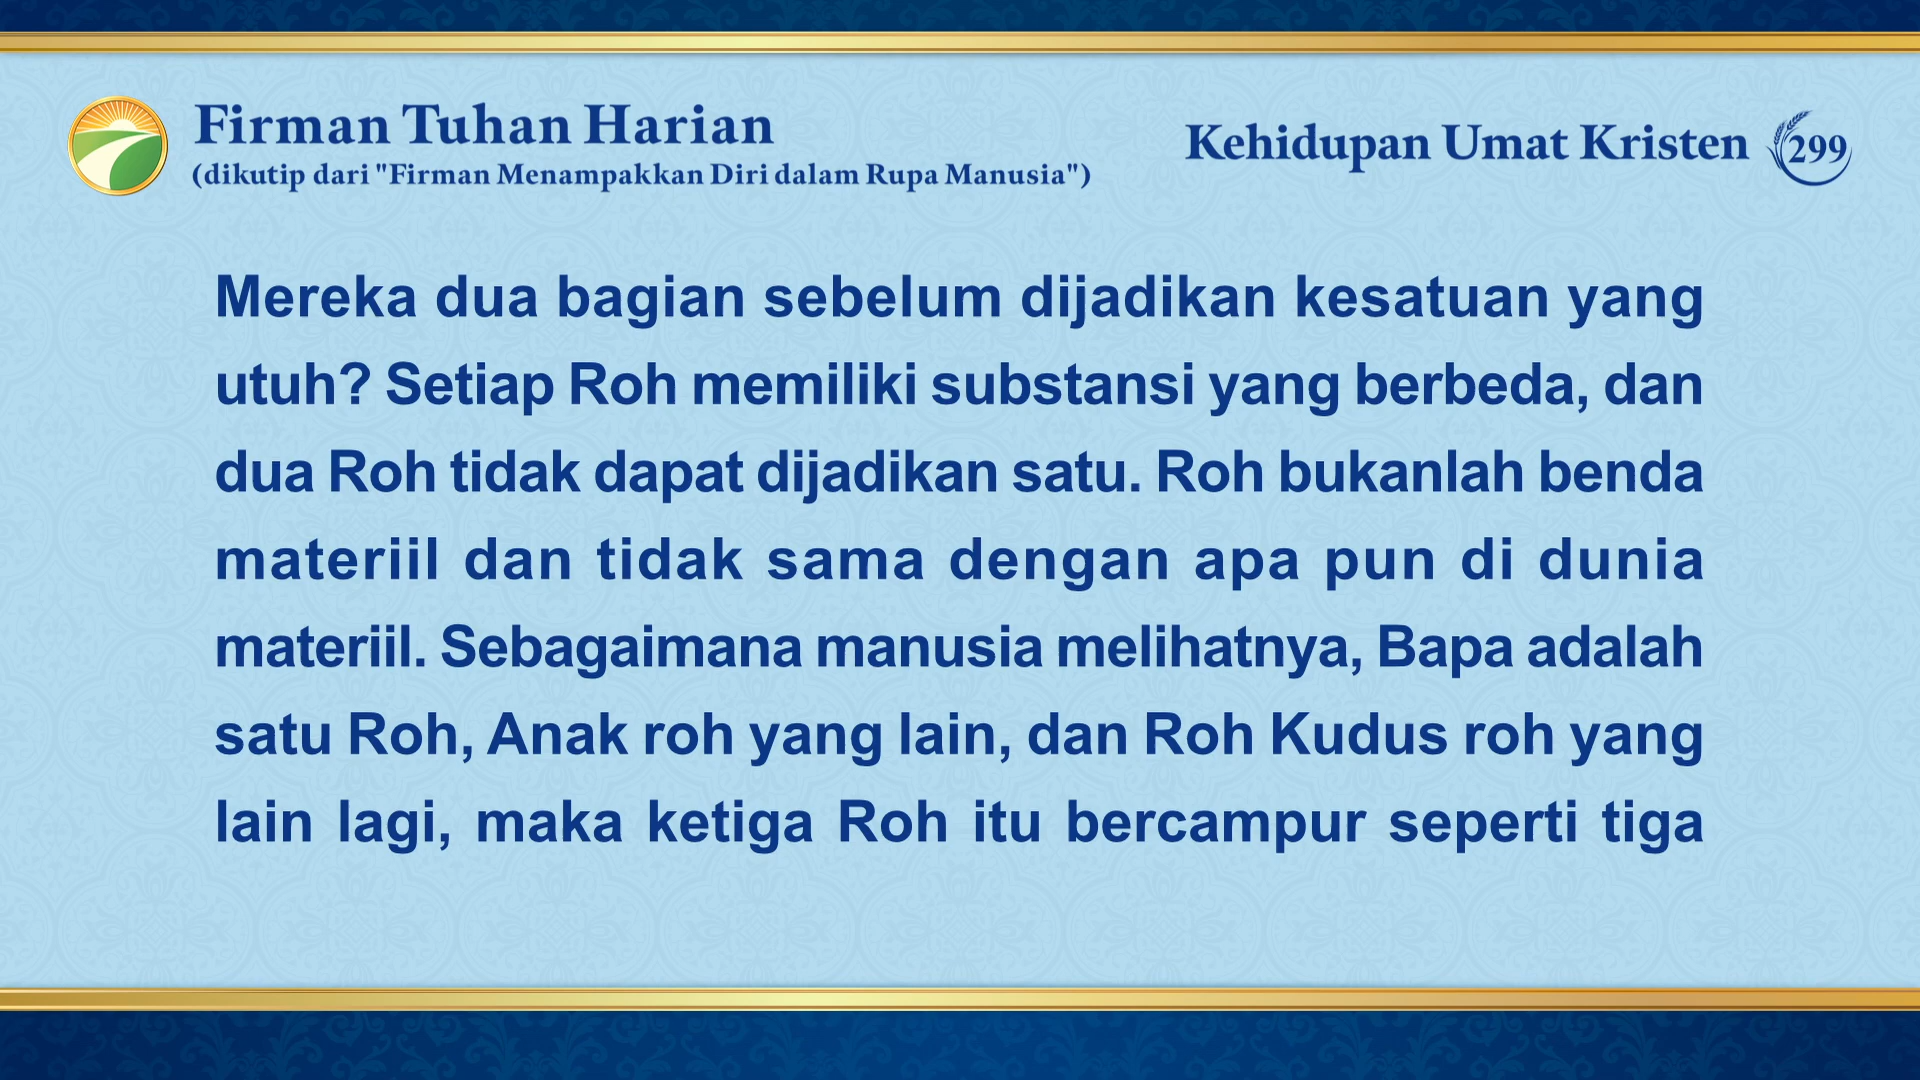 Firman Tuhan Harian
(dikutip dari "Firman Menampakkan Diri dalam Rupa Manusia")
Kehidupan Umat Kristen 299
Mereka dua bagian sebelum dijadikan kesatuan yang
utuh? Setiap Roh memiliki substansi yang berbeda, dan
dua Roh tidak dapat dijadikan satu. Roh bukanlah benda
materiil dan tidak sama dengan apa pun di dunia
materiil. Sebagaimana manusia melihatnya, Bapa adalah
satu Roh, Anak roh yang lain, dan Roh Kudus roh yang
lain lagi, maka ketiga Roh itu bercampur seperti tiga